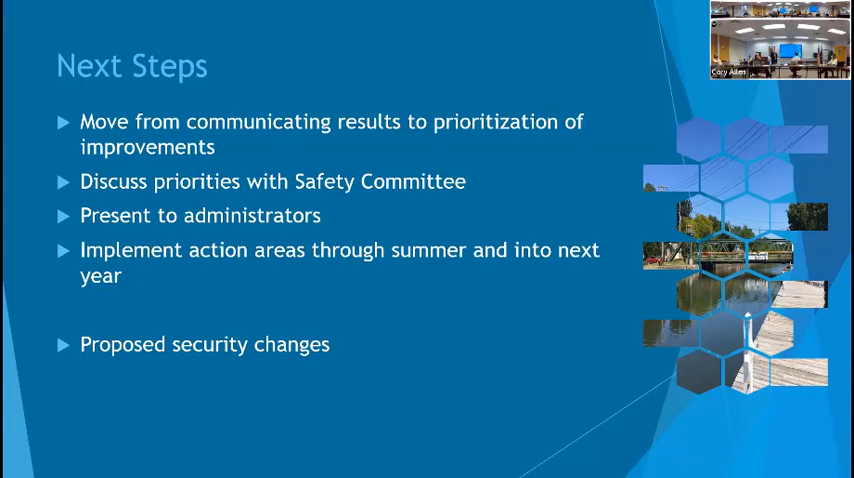 Next Steps
Cory Allen
Move from communicating results to prioritization of
improvements
Discuss priorities with Safety Committee
Present to administrators
Implement action areas through summer and into next
year
Proposed security changes